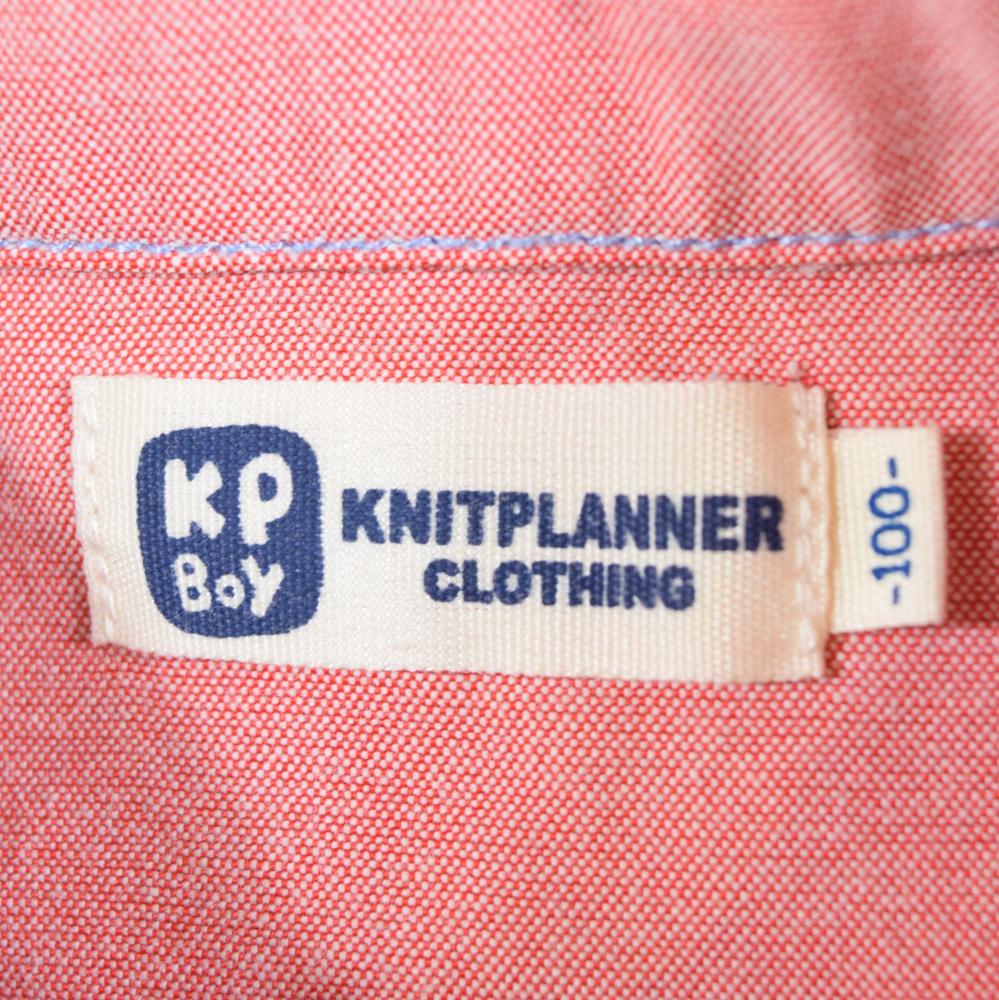 KP
Boy
KNITPLANNER
CLOTHING
-100-